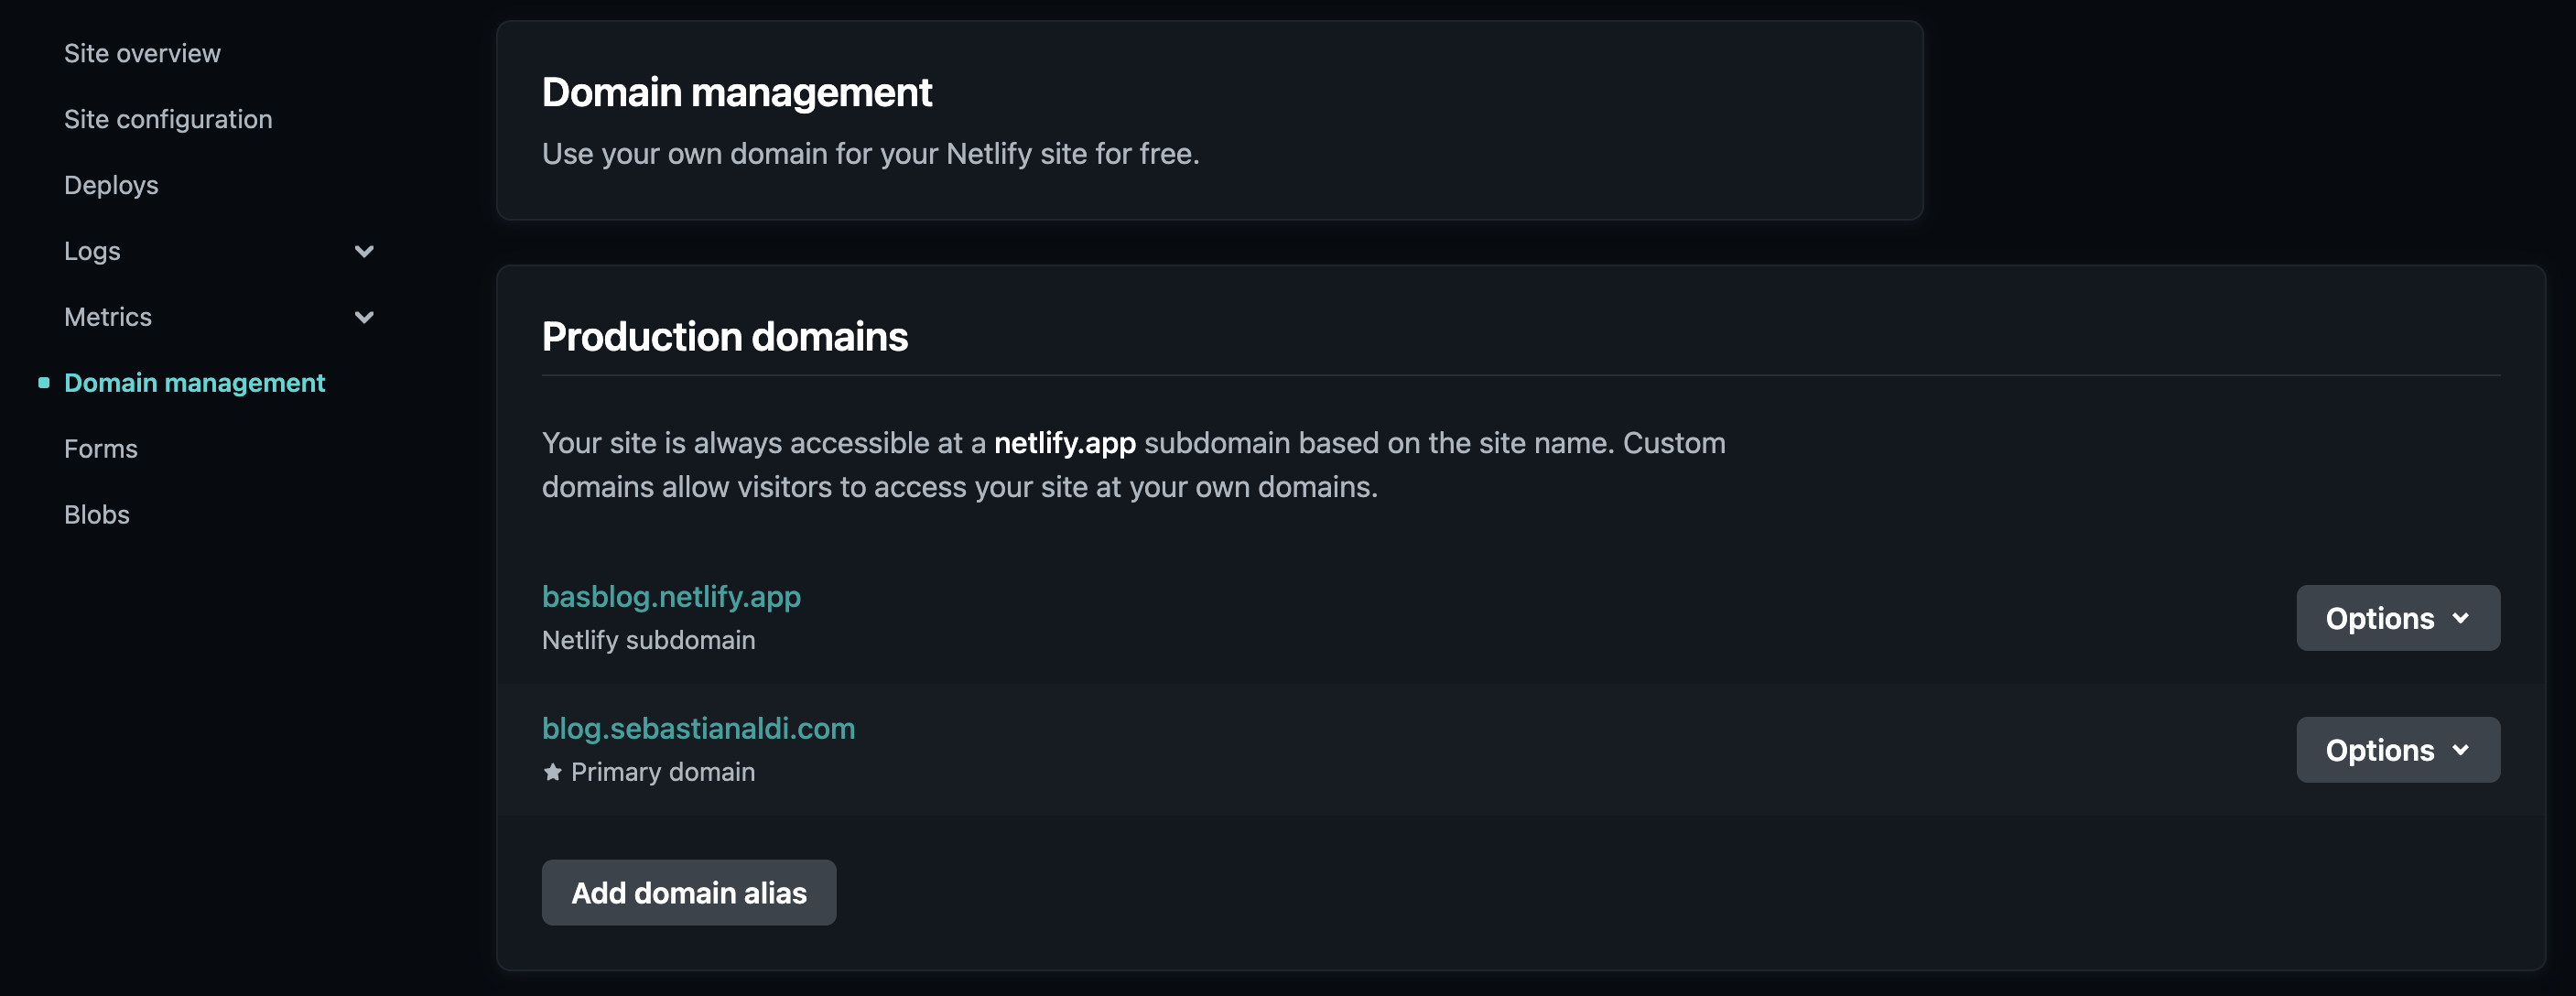 Site overview
Site configuration
Deploys
Logs
Metrics
Domain management
Forms
Blobs
Domain management
Use your own domain for your Netlify site for free.
Production domains
Your site is always accessible at a netlify.app subdomain based on the site name. Custom
domains allow visitors to access your site at your own domains.
basblog.netlify.app
Netlify subdomain
Options
blog.sebastianaldi.com
Primary domain
Options
Add domain alias